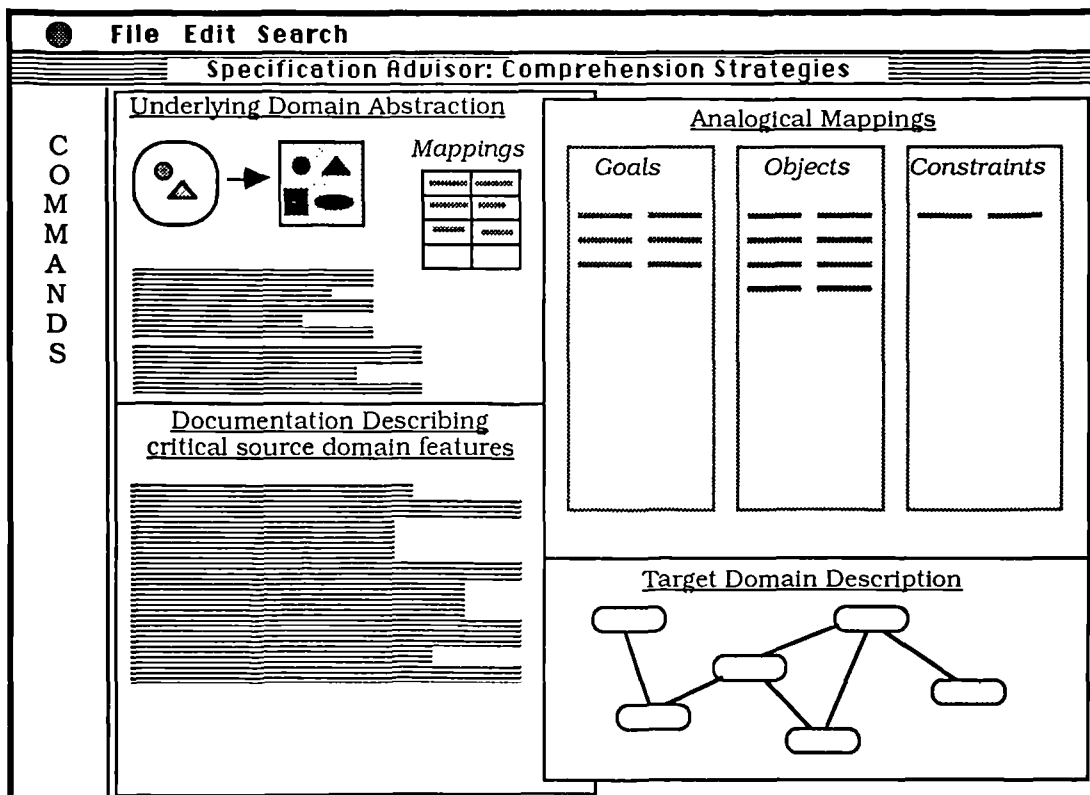 File Edit Search
Specification Advisor: Comprehension Strategies
COMMANDS
Underlying Domain Abstraction
Mappings
Documentation Describing
critical source domain features
Analogical Mappings
Goals Objects Constraints
Target Domain Description